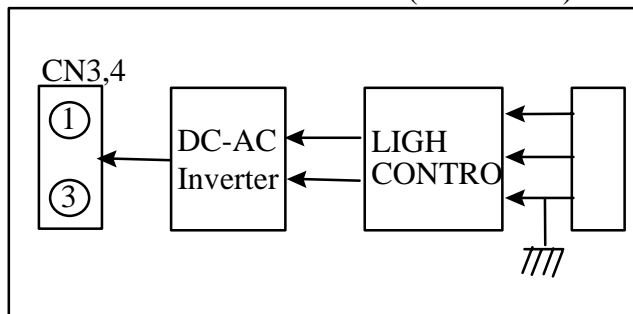 CN3,4
1
3
DC-AC
Inverter
LIGH
CONTRO